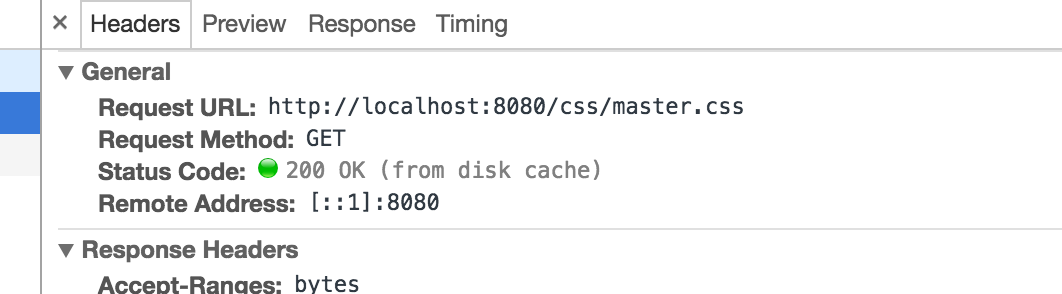 × Headers Preview Response Timing
▼ General
Request URL: http://localhost:8080/css/master.css
Request Method: GET
Status Code: 200 OK (from disk cache)
Remote Address: [::1]:8080
▼ Response Headers
Accept-Ranges: bytes